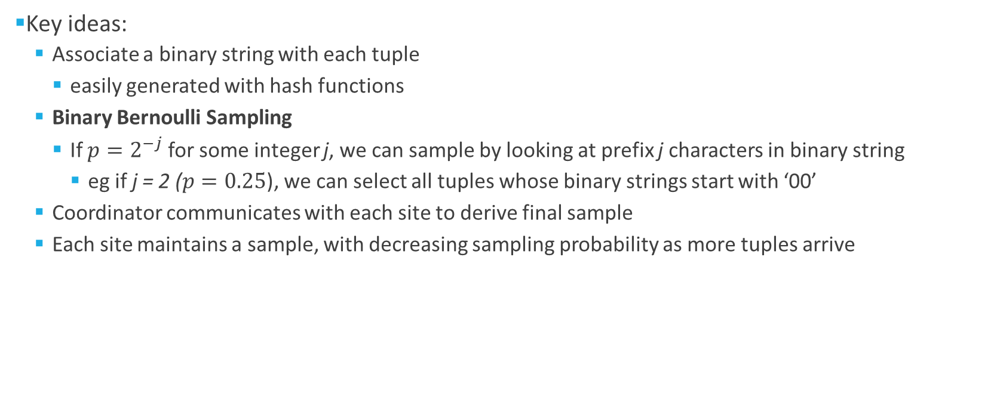 ▪Key ideas:
▪ Associate a binary string with each tuple
▪ easily generated with hash functions
▪ Binary Bernoulli Sampling
▪ If p = 2⁻ʲ for some integer j, we can sample by looking at prefix j characters in binary string
▪ eg if j = 2 (p = 0.25), we can select all tuples whose binary strings start with ‘00’
▪ Coordinator communicates with each site to derive final sample
▪ Each site maintains a sample, with decreasing sampling probability as more tuples arrive